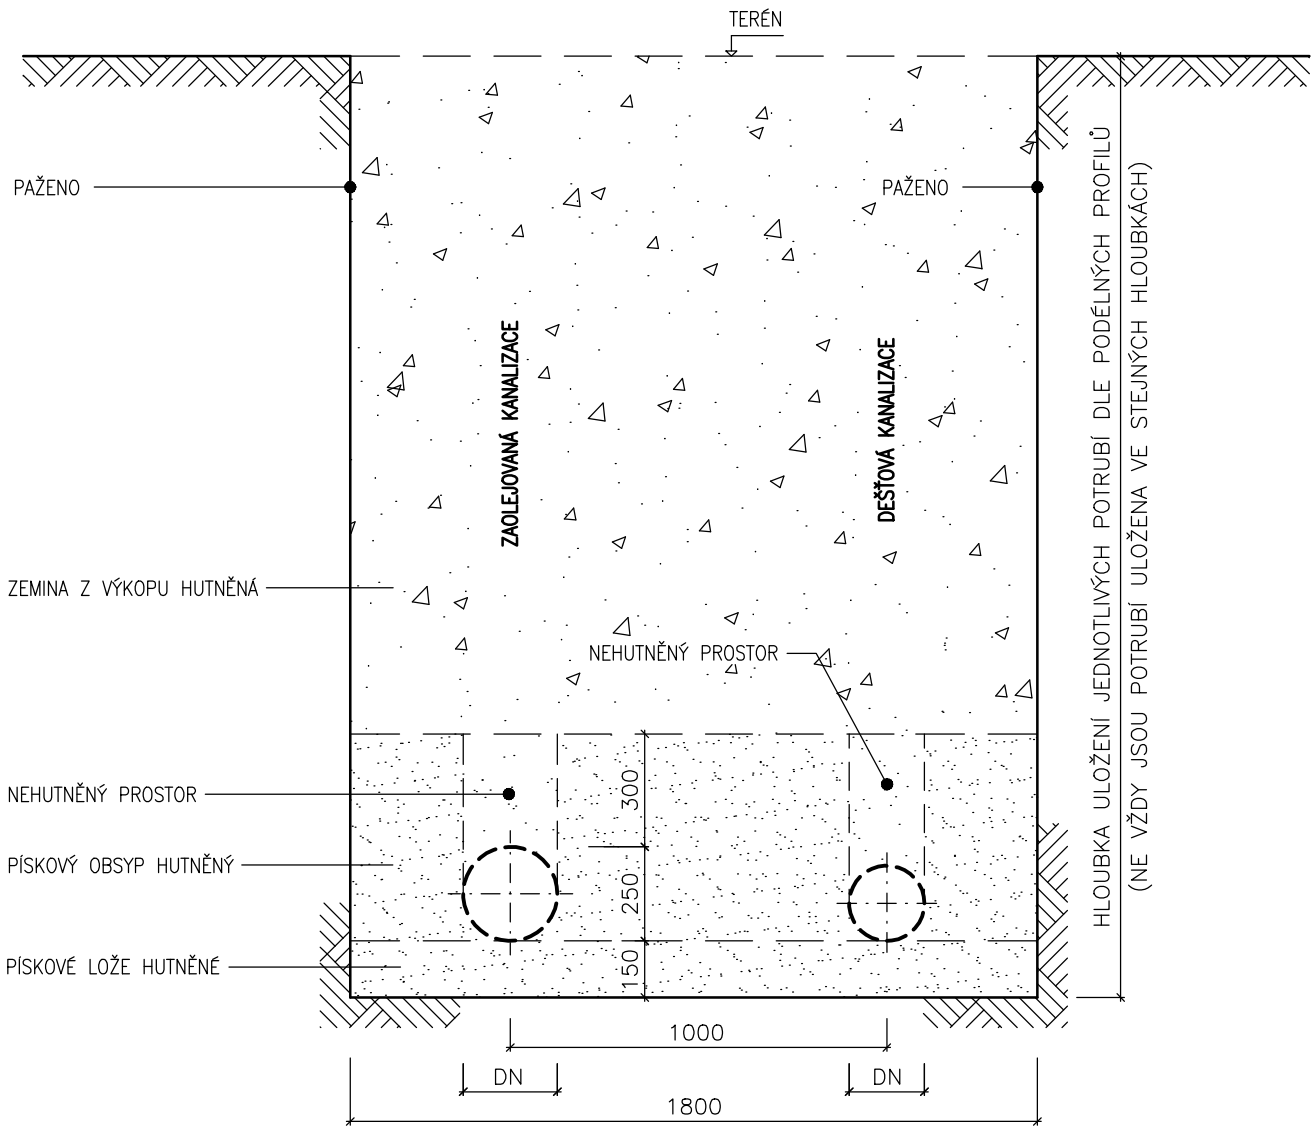 TERÉN
PAŽENO
PAŽENO
ZAOLEJOVANÁ KANALIZACE
DEŠŤOVÁ KANALIZACE
HLOUBKA ULOŽENÍ JEDNOTLIVÝCH POTRUBÍ DLE PODÉLNÝCH PROFILŮ
(NE VŽDY JSOU POTRUBÍ ULOŽENA VE STEJNÝCH HLOUBKÁCH)
ZEMINA Z VÝKOPU HUTNĚNÁ
NEHUTNĚNÝ PROSTOR
NEHUTNĚNÝ PROSTOR
300
PÍSKOVÝ OBSYP HUTNĚNÝ
250
PÍSKOVÉ LOŽE HUTNĚNÉ
150
1000
DN
DN
1800